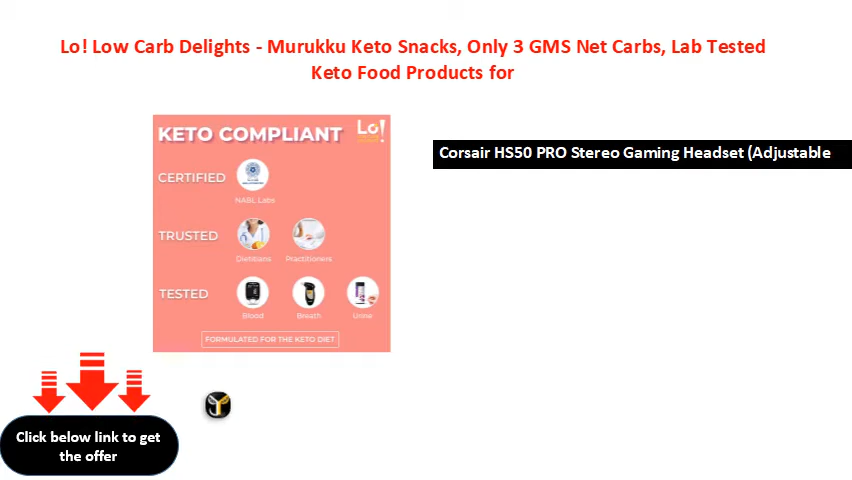 Lo! Low Carb Delights - Murukku Keto Snacks, Only 3 GMS Net Carbs, Lab Tested
Keto Food Products for
KETO COMPLIANT
Lo!
Corsair HS50 PRO Stereo Gaming Headset (Adjustable
CERTIFIED
NABL Labs
TRUSTED
Dietitians Practitioners
TESTED
Blood Breath Urine
FORMULATED FOR THE KETO DIET
Click below link to get
the offer